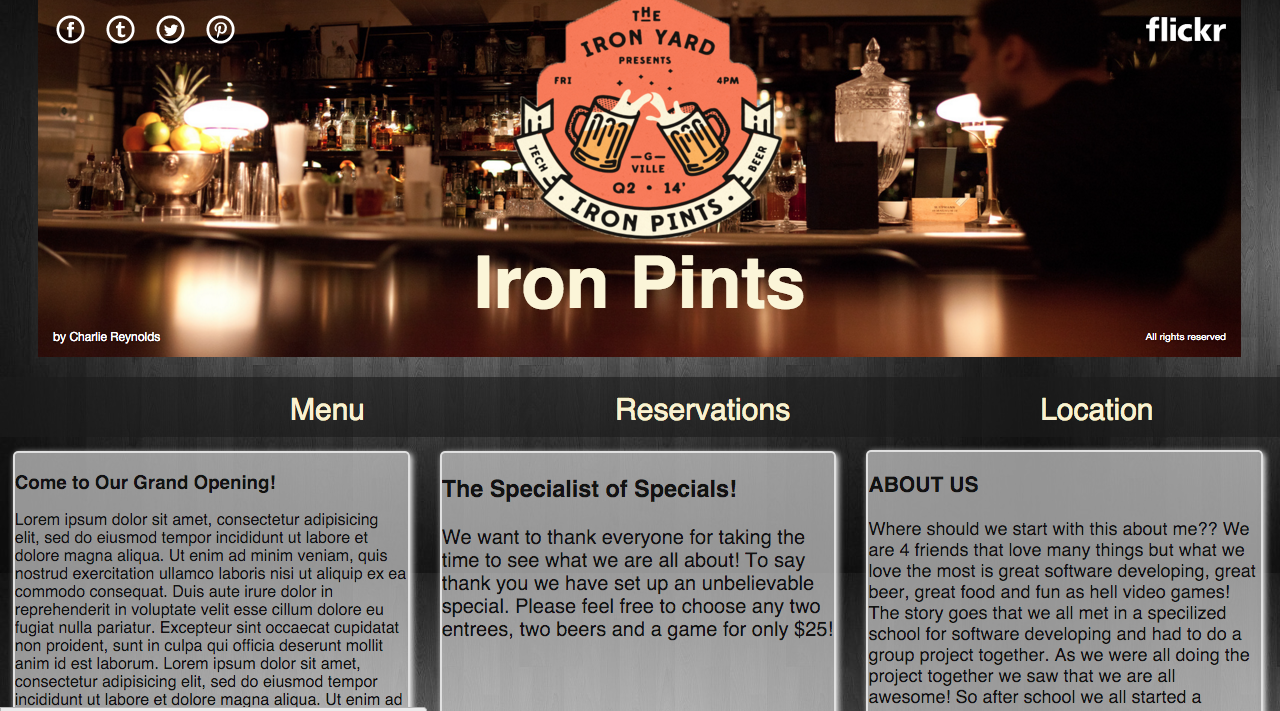 flickr
THE
IRON YARD
PRESENTS
FRI
4PM
TECH
BEER
—G—
VILLE
Q2 • 14'
• IRON PINTS •
Iron Pints
by Charlie Reynolds
All rights reserved
Menu
Reservations
Location
Come to Our Grand Opening!
Lorem ipsum dolor sit amet, consectetur adipisicing
elit, sed do eiusmod tempor incididunt ut labore et
dolore magna aliqua. Ut enim ad minim veniam, quis
nostrud exercitation ullamco laboris nisi ut aliquip ex ea
commodo consequat. Duis aute irure dolor in
reprehenderit in voluptate velit esse cillum dolore eu
fugiat nulla pariatur. Excepteur sint occaecat cupidatat
non proident, sunt in culpa qui officia deserunt mollit
anim id est laborum. Lorem ipsum dolor sit amet,
consectetur adipisicing elit, sed do eiusmod tempor
incididunt ut labore et dolore magna aliqua. Ut enim ad
The Specialist of Specials!
We want to thank everyone for taking the
time to see what we are all about! To say
thank you we have set up an unbelievable
special. Please feel free to choose any two
entrees, two beers and a game for only $25!
ABOUT US
Where should we start with this about me?? We
are 4 friends that love many things but what we
love the most is great software developing, great
beer, great food and fun as hell video games!
The story goes that we all met in a specilized
school for software developing and had to do a
group project together. As we were all doing the
project together we saw that we are all
awesome! So after school we all started a